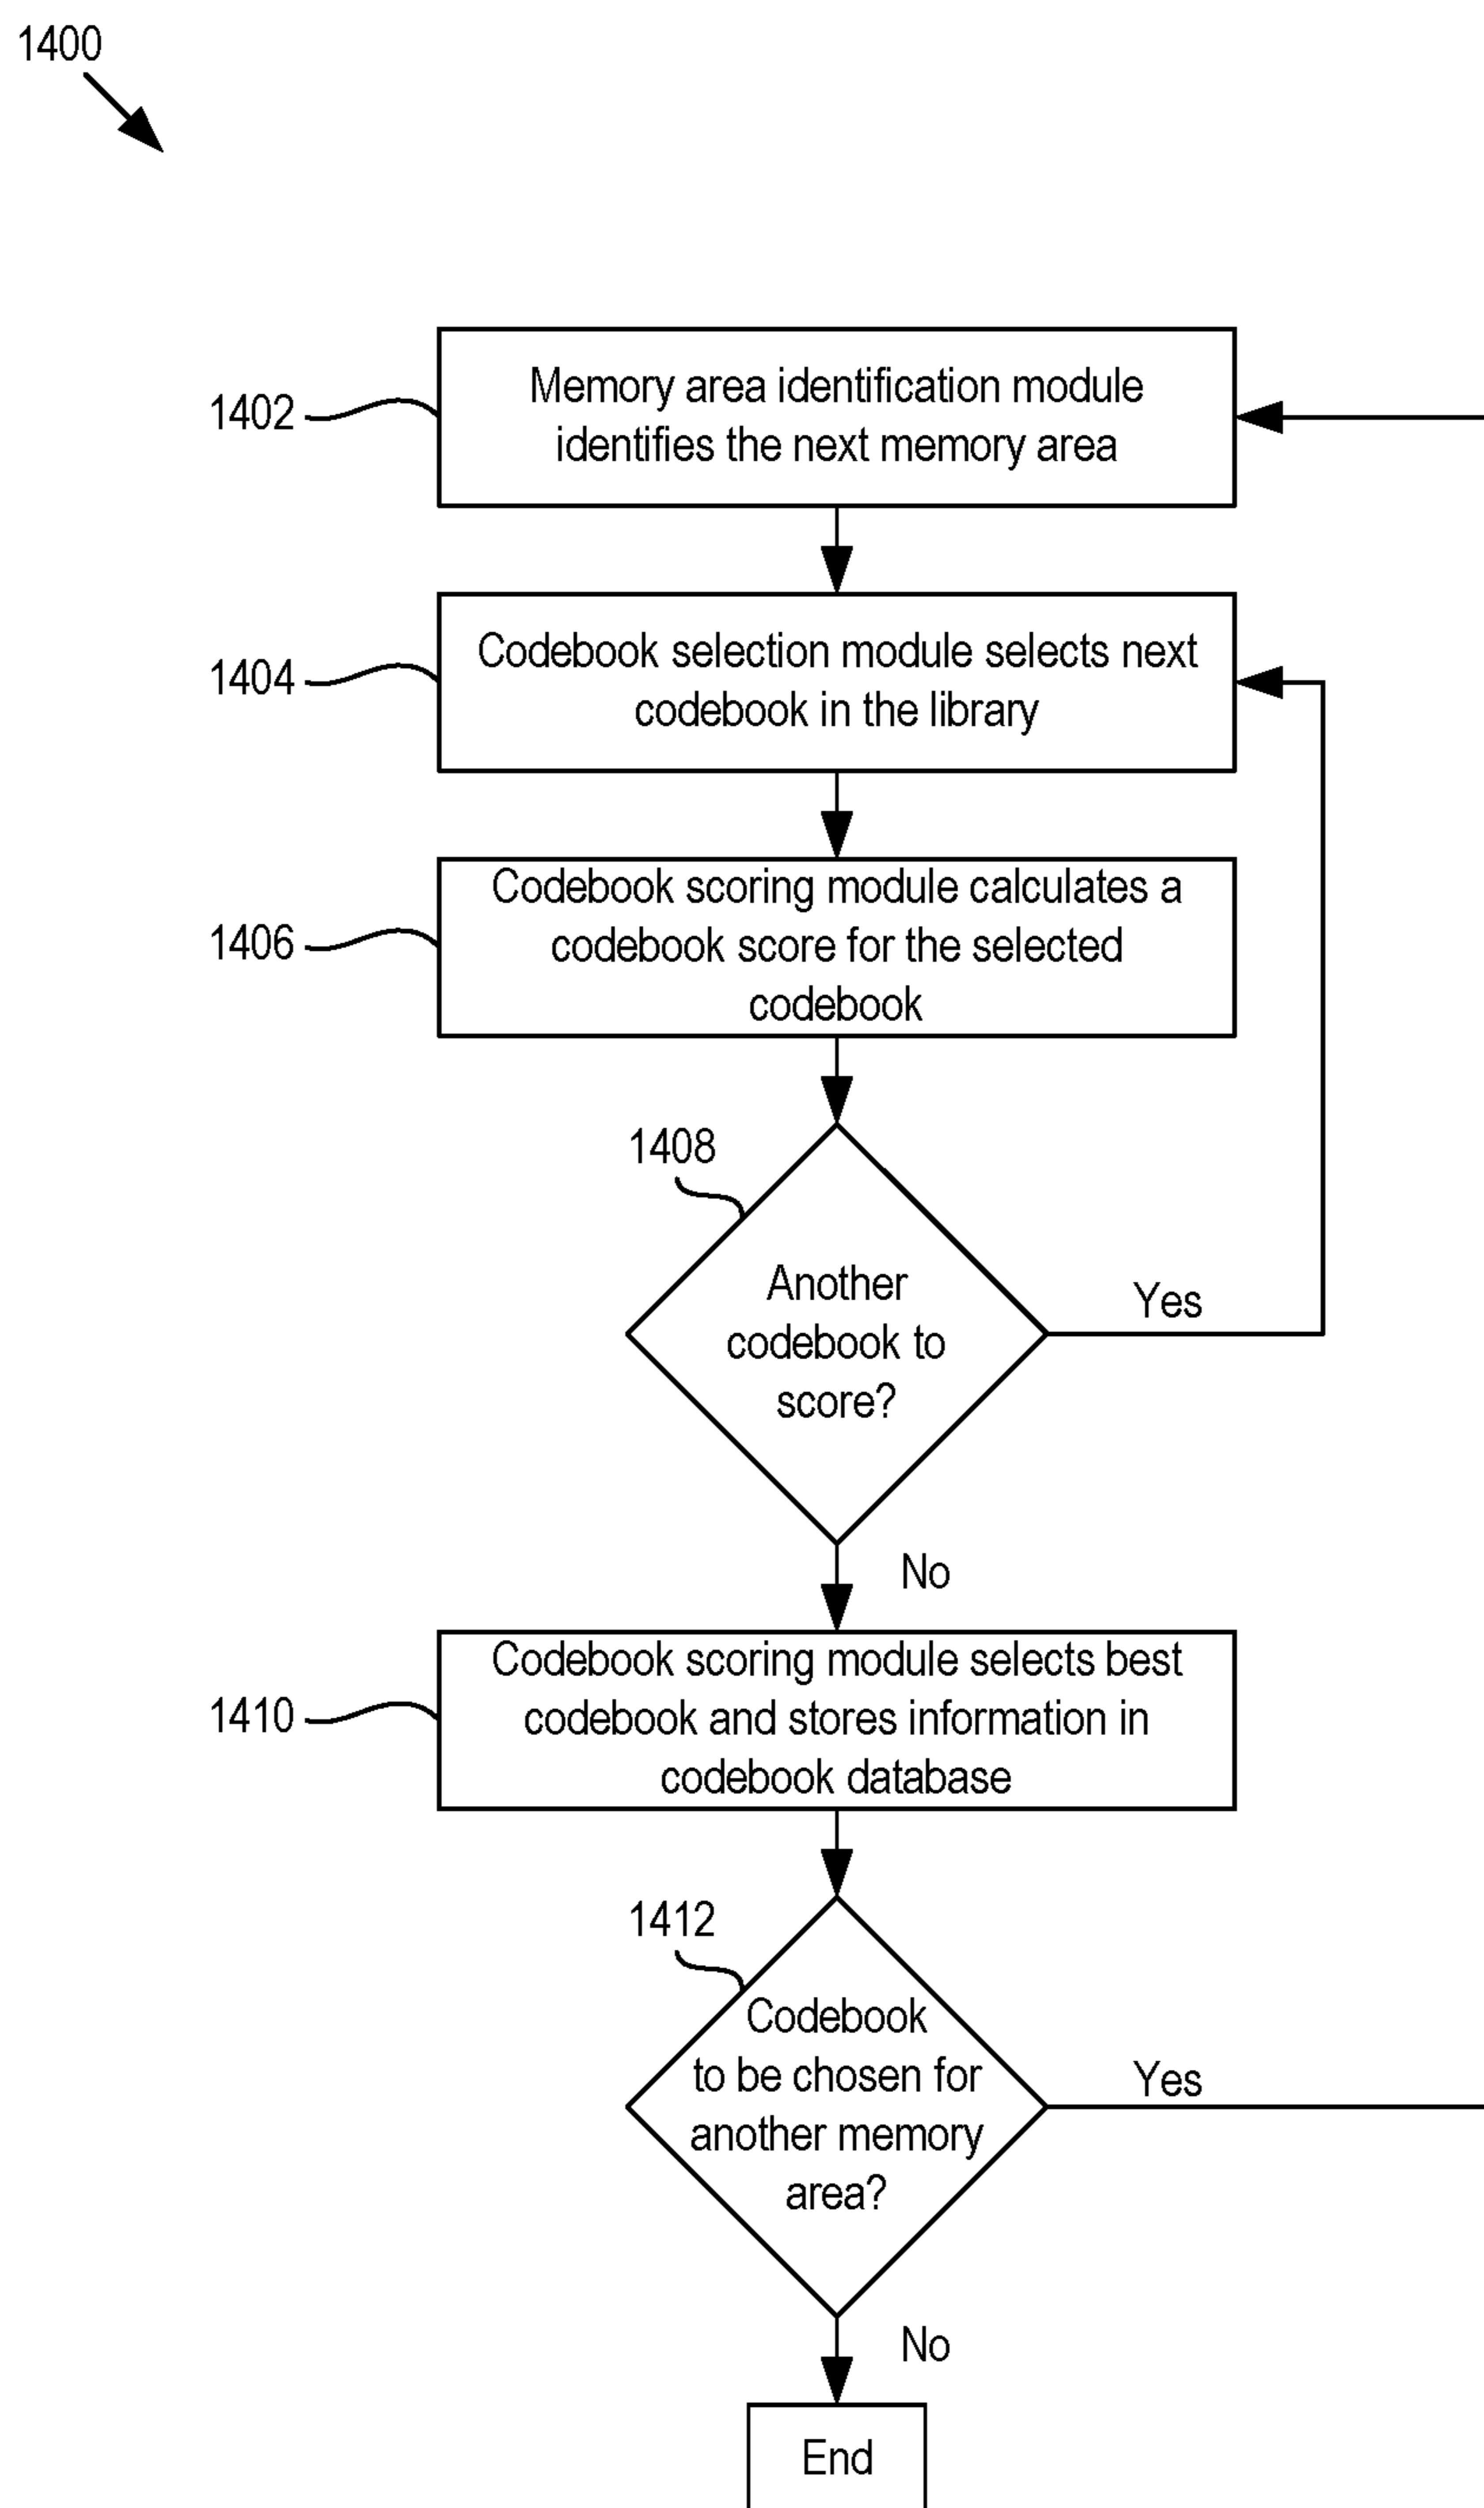 1400
1402
Memory area identification module
identifies the next memory area
1404
Codebook selection module selects next
codebook in the library
1406
Codebook scoring module calculates a
codebook score for the selected
codebook
1408
Another
codebook to
score?
Yes
No
1410
Codebook scoring module selects best
codebook and stores information in
codebook database
1412
Codebook
to be chosen for
another memory
area?
Yes
No
End